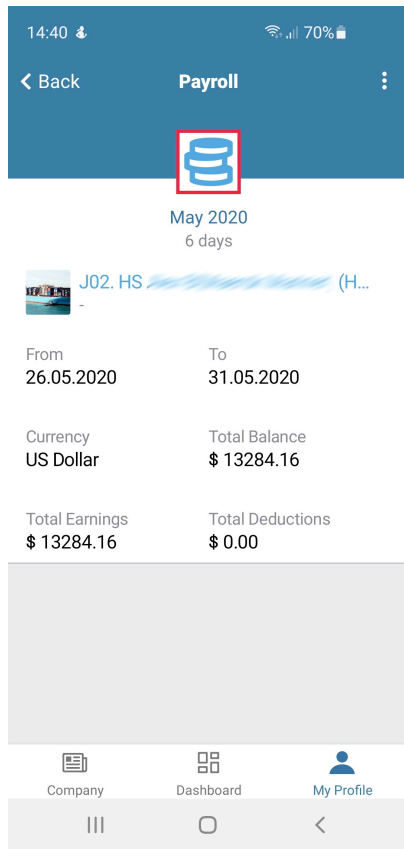 14:40 70%
Back Payroll
May 2020
6 days
J02. HS (H...
-
From To
26.05.2020 31.05.2020
Currency Total Balance
US Dollar $ 13284.16
Total Earnings Total Deductions
$ 13284.16 $ 0.00
Company Dashboard My Profile